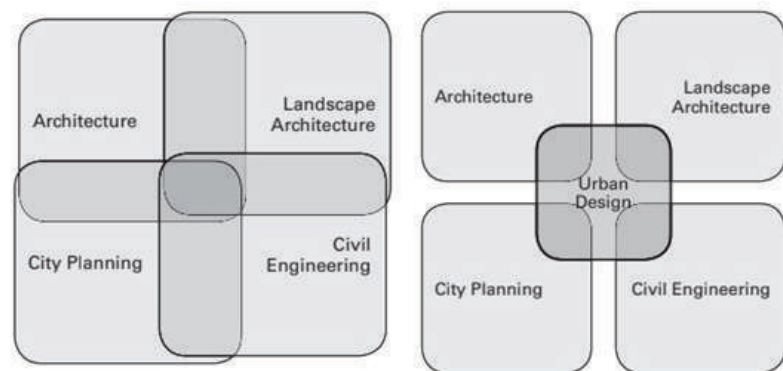 Architecture
Landscape
Architecture
City Planning
Civil
Engineering
Architecture
Landscape
Architecture
Urban
Design
City Planning
Civil Engineering